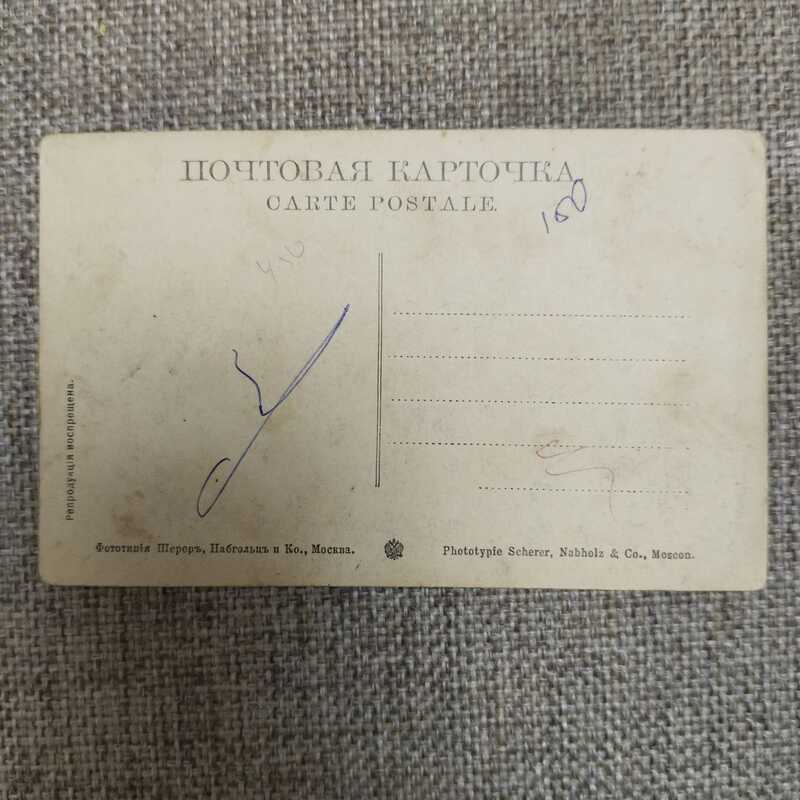 ПОЧТОВАЯ КАРТОЧКА
CARTE POSTALE.
150
Репродукція воспрещена.
Фототипія Шереръ, Набгольцъ и Ко., Москва.
Phototypie Scherer, Nabholz & Co., Moscou.